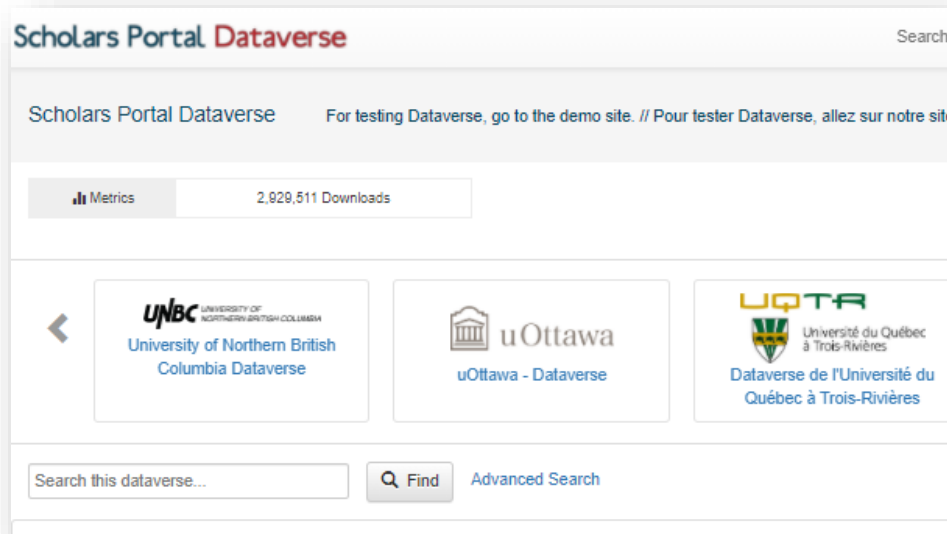 Scholars Portal Dataverse
Search
Scholars Portal Dataverse
For testing Dataverse, go to the demo site. // Pour tester Dataverse, allez sur notre site
Metrics
2,929,511 Downloads
UNBC UNIVERSITY OF
NORTHERN BRITISH COLUMBIA
University of Northern British
Columbia Dataverse
uOttawa
uOttawa - Dataverse
UQTR
Université du Québec
à Trois-Rivières
Dataverse de l'Université du
Québec à Trois-Rivières
Search this dataverse...
Find
Advanced Search